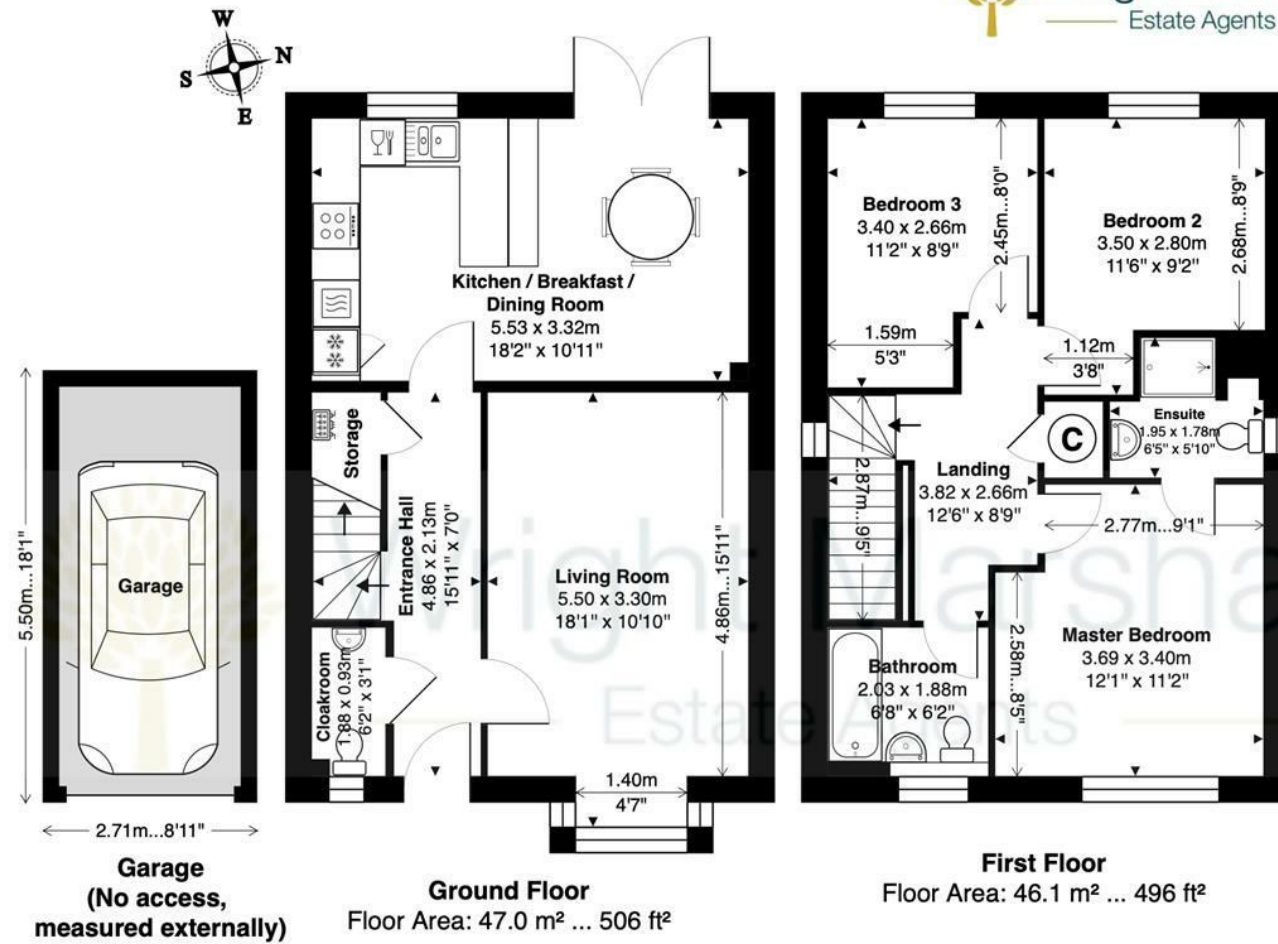 Estate Agents
W
N
S
E
Kitchen / Breakfast /
Dining Room
5.53 x 3.32m
18'2" x 10'11"
Storage
Entrance Hall
4.86 x 2.13m
15'11" x 7'0"
Living Room
5.50 x 3.30m
18'1" x 10'10"
4.86m...15'11"
Cloakroom
1.88 x 0.93m
6'2" x 3'1"
1.40m
4'7"
Garage
5.50m...18'1"
2.71m...8'11"
Garage
(No access,
measured externally)
Ground Floor
Floor Area: 47.0 m² ... 506 ft²
Bedroom 3
3.40 x 2.66m
11'2" x 8'9"
2.45m...8'0"
1.59m
5'3"
Bedroom 2
3.50 x 2.80m
11'6" x 9'2"
2.68m...8'9"
1.12m
3'8"
Ensuite
1.95 x 1.78m
6'5" x 5'10"
C
Landing
3.82 x 2.66m
12'6" x 8'9"
2.87m...9'5"
2.77m...9'1"
Master Bedroom
3.69 x 3.40m
12'1" x 11'2"
2.58m...8'5"
Bathroom
2.03 x 1.88m
6'8" x 6'2"
First Floor
Floor Area: 46.1 m² ... 496 ft²
Wright Marsha
Estate Agents